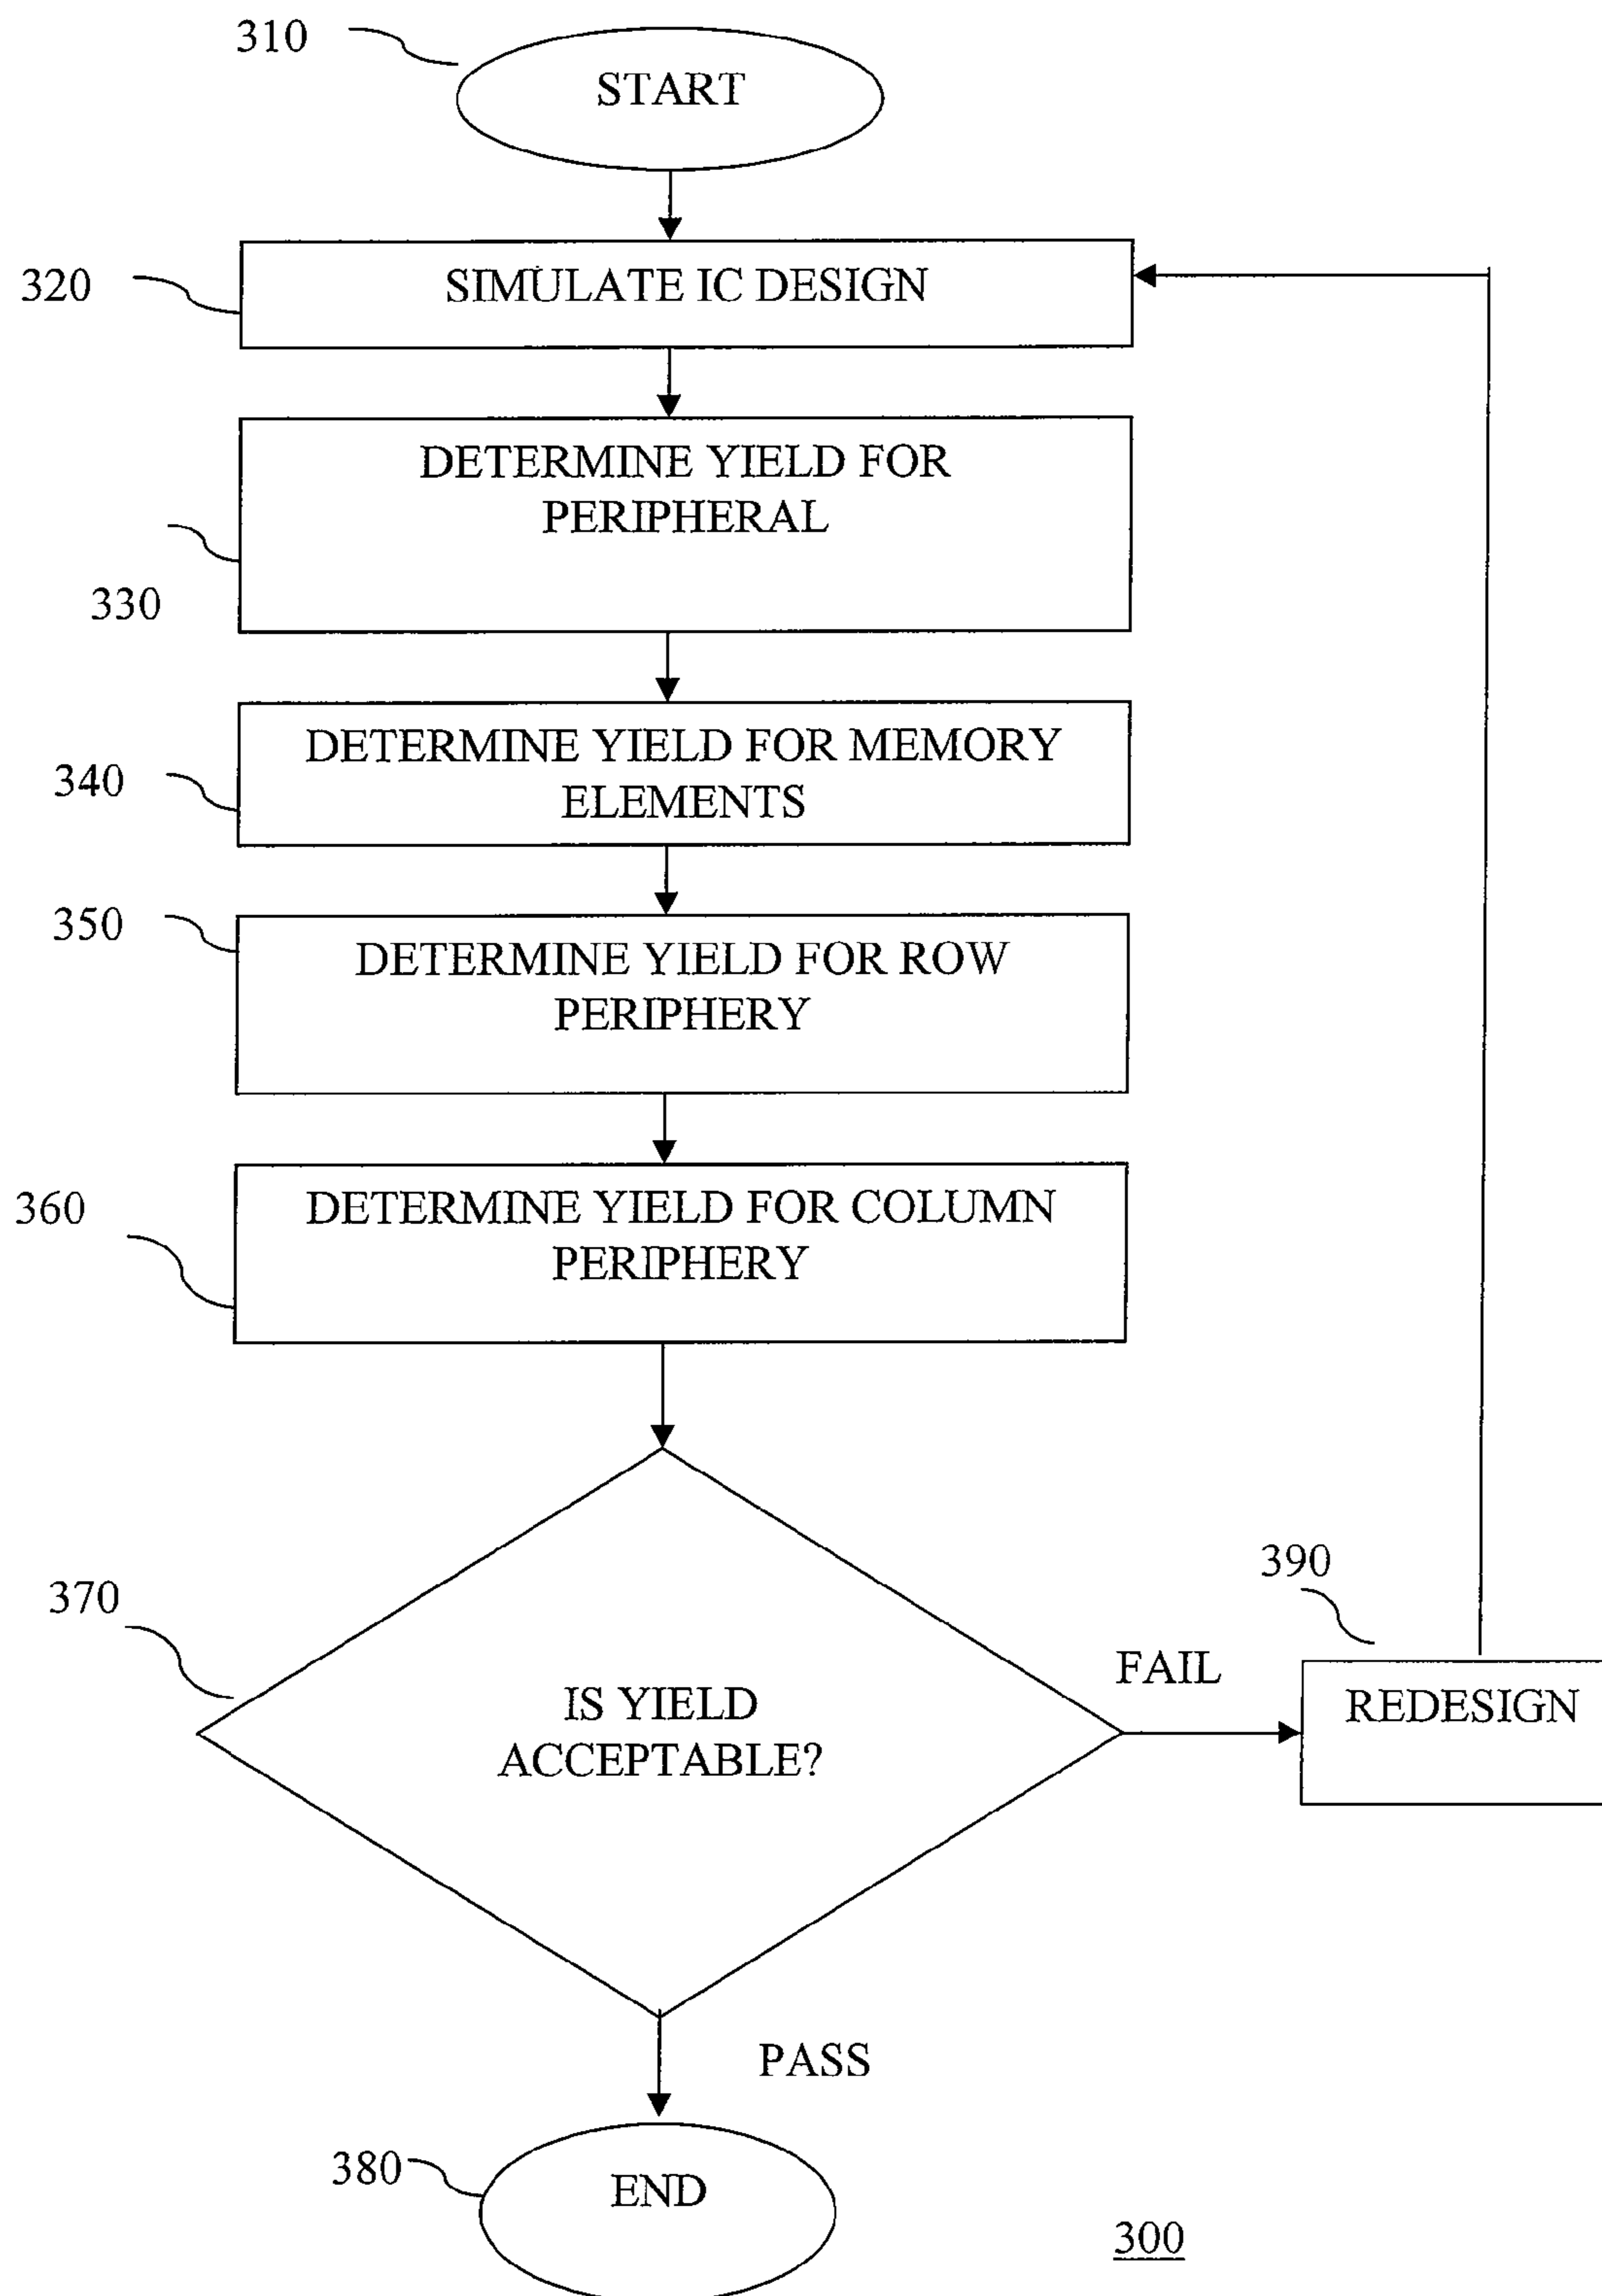 310
START
320
SIMULATE IC DESIGN
DETERMINE YIELD FOR
PERIPHERAL
330
DETERMINE YIELD FOR MEMORY
ELEMENTS
340
350
DETERMINE YIELD FOR ROW
PERIPHERY
360
DETERMINE YIELD FOR COLUMN
PERIPHERY
370
IS YIELD
ACCEPTABLE?
FAIL
390
REDESIGN
PASS
380
END
300